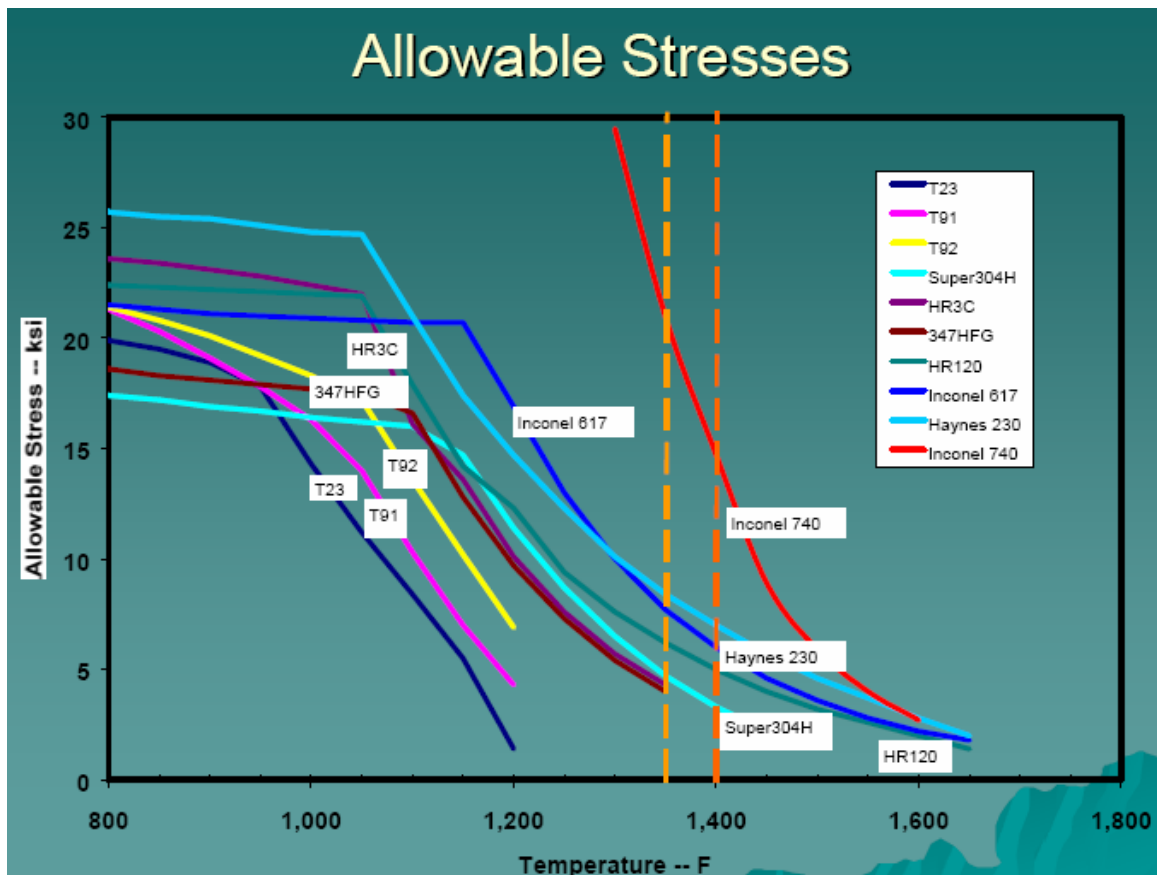 Allowable Stresses
30
25
20
15
10
5
0
Allowable Stress -- ksi
800
1,000
1,200
1,400
1,600
1,800
Temperature -- F
T23
T91
T92
Super304H
HR3C
347HFG
HR120
Inconel 617
Haynes 230
Inconel 740
HR3C
347HFG
Inconel 617
T92
T23
T91
Inconel 740
Haynes 230
Super304H
HR120